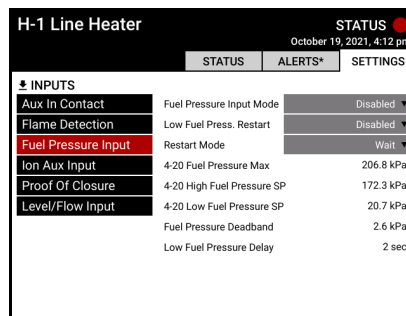 H-1 Line Heater
STATUS
October 19, 2021, 4:12 pm
STATUS
ALERTS*
SETTINGS
INPUTS
Aux In Contact
Flame Detection
Fuel Pressure Input
Ion Aux Input
Proof Of Closure
Level/Flow Input
Fuel Pressure Input Mode Disabled
Low Fuel Press. Restart Disabled
Restart Mode Wait
4-20 Fuel Pressure Max 206.8 kPa
4-20 High Fuel Pressure SP 172.3 kPa
4-20 Low Fuel Pressure SP 20.7 kPa
Fuel Pressure Deadband 2.6 kPa
Low Fuel Pressure Delay 2 sec